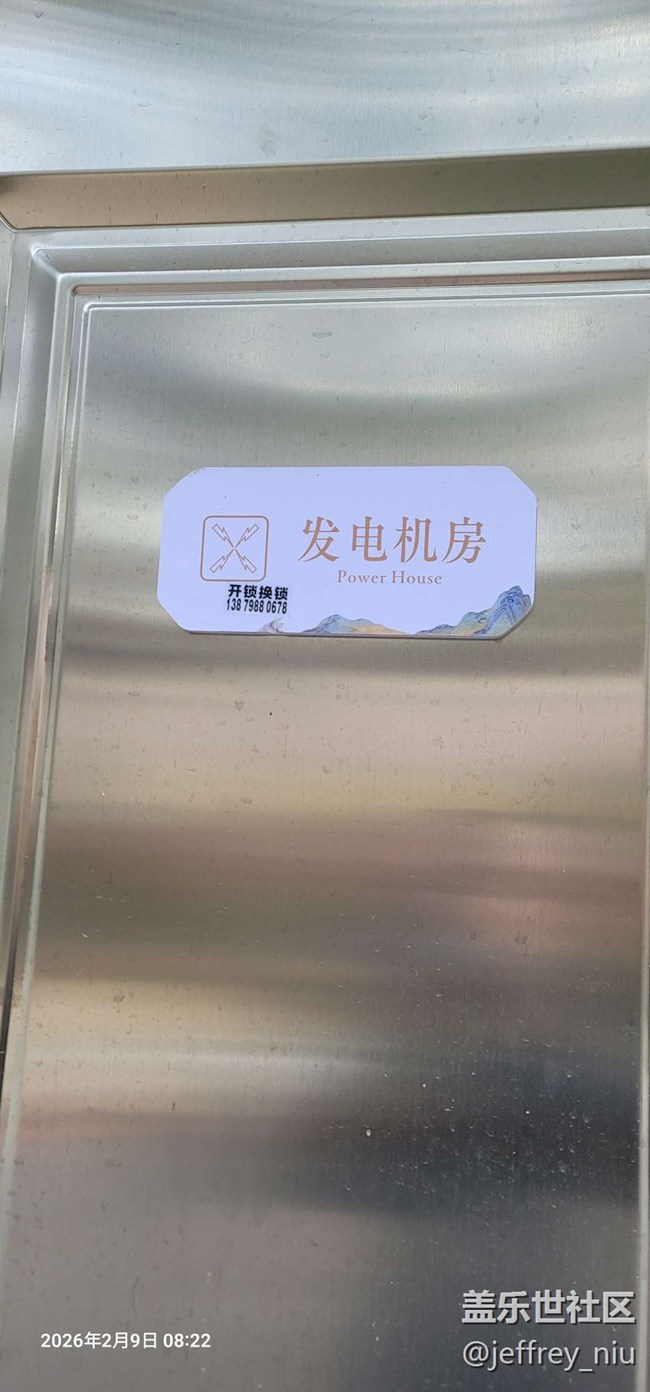 发电机房
Power House
开锁换锁
138 7988 0678
2026年2月9日 08:22
盖乐世社区
@jeffrey_niu